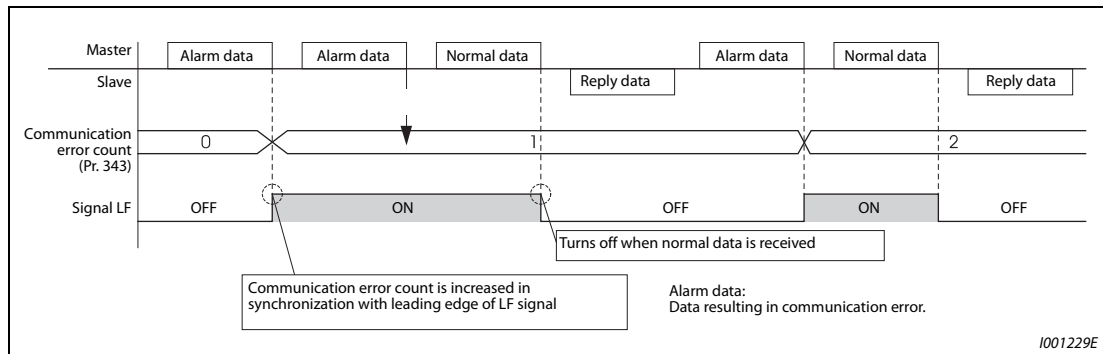 Master
Alarm data
Alarm data
Normal data
Alarm data
Normal data
Slave
Reply data
Reply data
Communication
error count
(Pr. 343)
0
1
2
Signal LF
OFF
ON
OFF
ON
OFF
Turns off when normal data is received
Communication error count is increased in
synchronization with leading edge of LF signal
Alarm data:
Data resulting in communication error.
I001229E